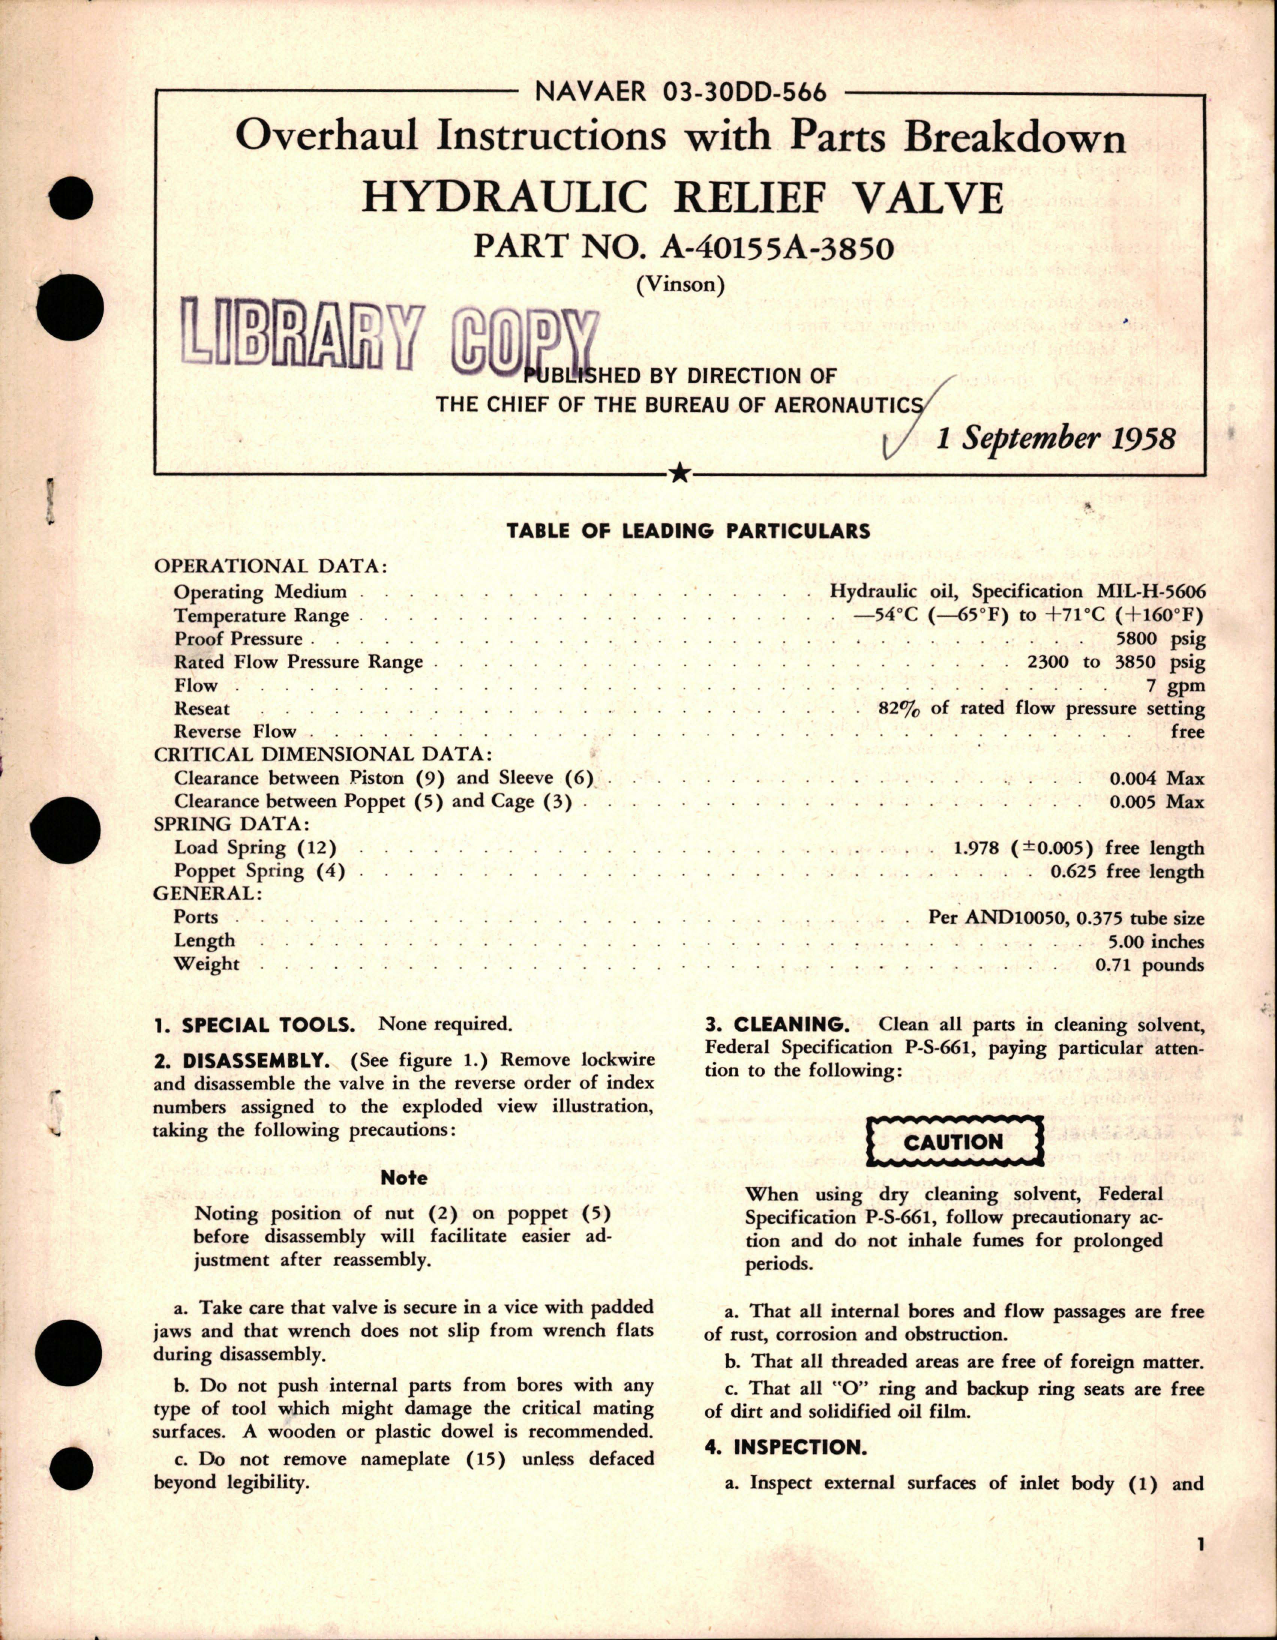 NAVAER 03-30DD-566
Overhaul Instructions with Parts Breakdown
HYDRAULIC RELIEF VALVE
PART NO. A-40155A-3850
(Vinson)
LIBRARY COPY
PUBLISHED BY DIRECTION OF
THE CHIEF OF THE BUREAU OF AERONAUTICS
1 September 1958
TABLE OF LEADING PARTICULARS
OPERATIONAL DATA:
Operating Medium . . . . . . . . . . Hydraulic oil, Specification MIL-H-5606
Temperature Range . . . . . . . . . . —54°C (—65°F) to +71°C (+160°F)
Proof Pressure . . . . . . . . . . 5800 psig
Rated Flow Pressure Range . . . . . . . . . . 2300 to 3850 psig
Flow . . . . . . . . . . 7 gpm
Reseat . . . . . . . . . . 82% of rated flow pressure setting
Reverse Flow . . . . . . . . . . free
CRITICAL DIMENSIONAL DATA:
Clearance between Piston (9) and Sleeve (6) . . . . . . . . . . 0.004 Max
Clearance between Poppet (5) and Cage (3) . . . . . . . . . . 0.005 Max
SPRING DATA:
Load Spring (12) . . . . . . . . . . 1.978 (±0.005) free length
Poppet Spring (4) . . . . . . . . . . 0.625 free length
GENERAL:
Ports . . . . . . . . . . Per AND10050, 0.375 tube size
Length . . . . . . . . . . 5.00 inches
Weight . . . . . . . . . . 0.71 pounds
1. SPECIAL TOOLS. None required.
2. DISASSEMBLY. (See figure 1.) Remove lockwire
and disassemble the valve in the reverse order of index
numbers assigned to the exploded view illustration,
taking the following precautions:
Note
Noting position of nut (2) on poppet (5)
before disassembly will facilitate easier ad-
justment after reassembly.
a. Take care that valve is secure in a vice with padded
jaws and that wrench does not slip from wrench flats
during disassembly.
b. Do not push internal parts from bores with any
type of tool which might damage the critical mating
surfaces. A wooden or plastic dowel is recommended.
c. Do not remove nameplate (15) unless defaced
beyond legibility.
3. CLEANING. Clean all parts in cleaning solvent,
Federal Specification P-S-661, paying particular atten-
tion to the following:
CAUTION
When using dry cleaning solvent, Federal
Specification P-S-661, follow precautionary ac-
tion and do not inhale fumes for prolonged
periods.
a. That all internal bores and flow passages are free
of rust, corrosion and obstruction.
b. That all threaded areas are free of foreign matter.
c. That all "O" ring and backup ring seats are free
of dirt and solidified oil film.
4. INSPECTION.
a. Inspect external surfaces of inlet body (1) and
1